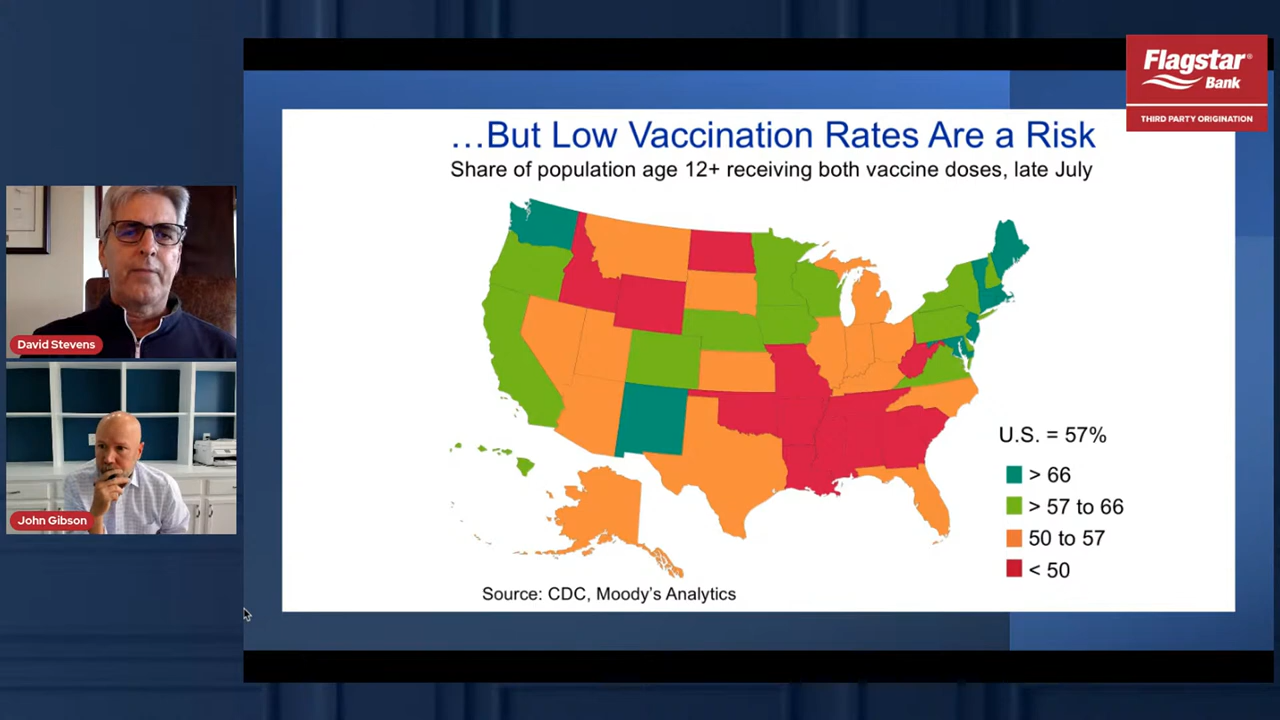 Flagstar®
Bank
THIRD PARTY ORIGINATION
…But Low Vaccination Rates Are a Risk
Share of population age 12+ receiving both vaccine doses, late July
David Stevens
John Gibson
U.S. = 57%
> 66
> 57 to 66
50 to 57
< 50
Source: CDC, Moody's Analytics